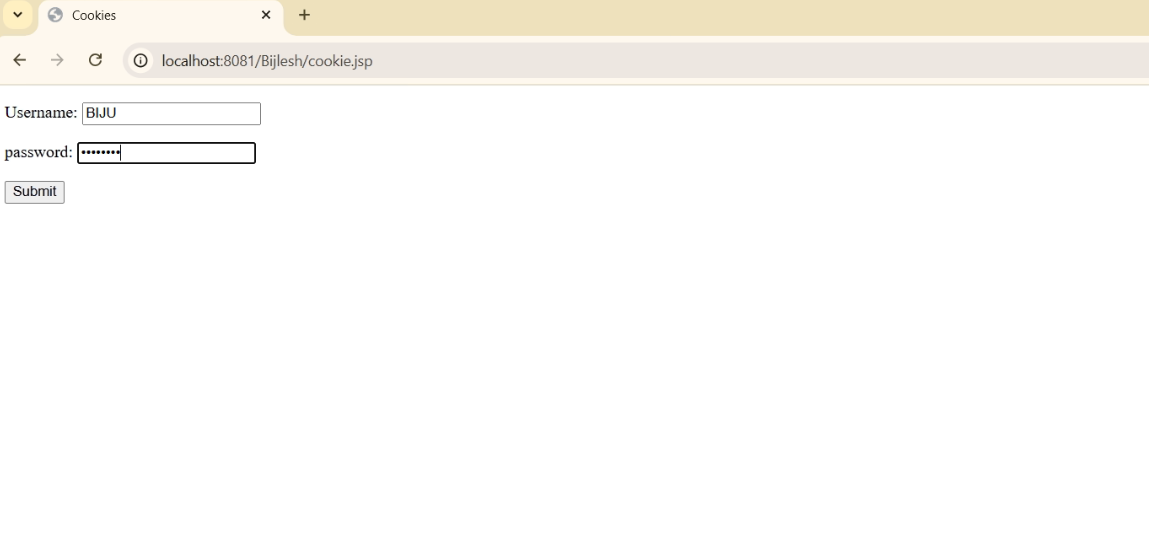 Cookies
localhost:8081/Bijlesh/cookie.jsp
Username: BIJU
password: ••••••••
Submit